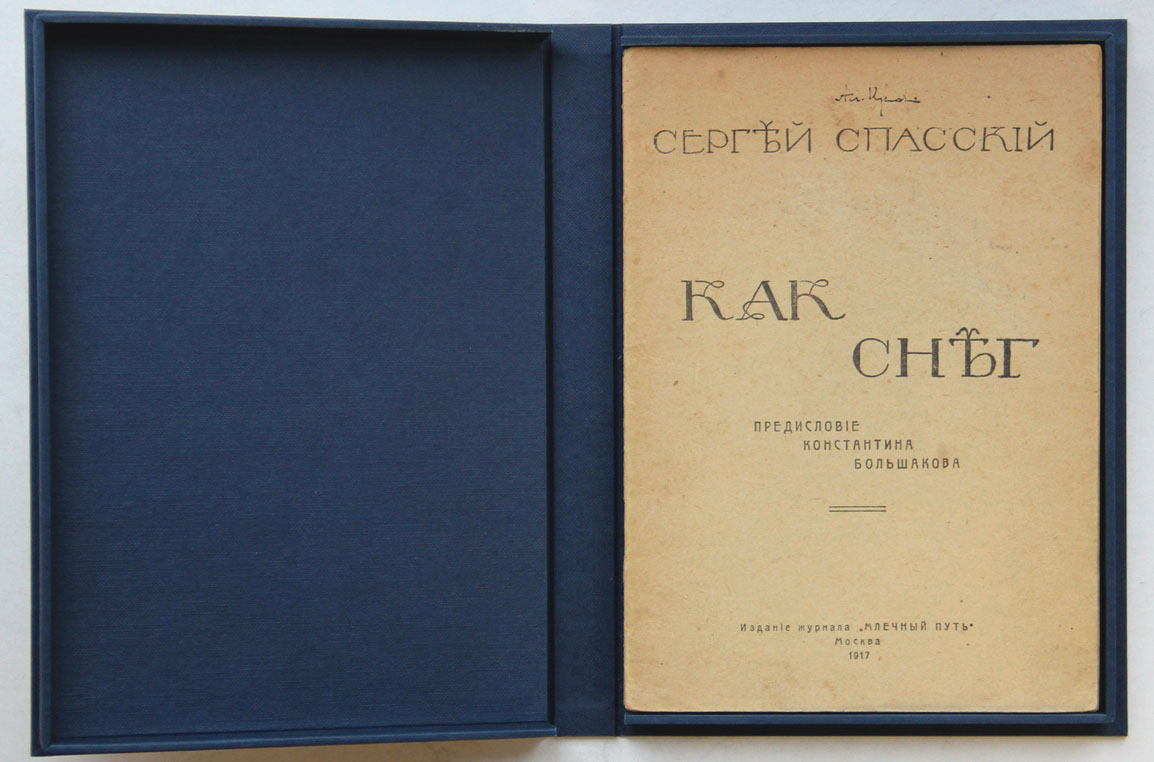 СЕРГѢЙ СПАССКІЙ
КАК
СНѢГ
ПРЕДИСЛОВІЕ
КОНСТАНТИНА
БОЛЬШАКОВА
Изданіе журнала „МЛЕЧНЫЙ ПУТЬ"
Москва
1917